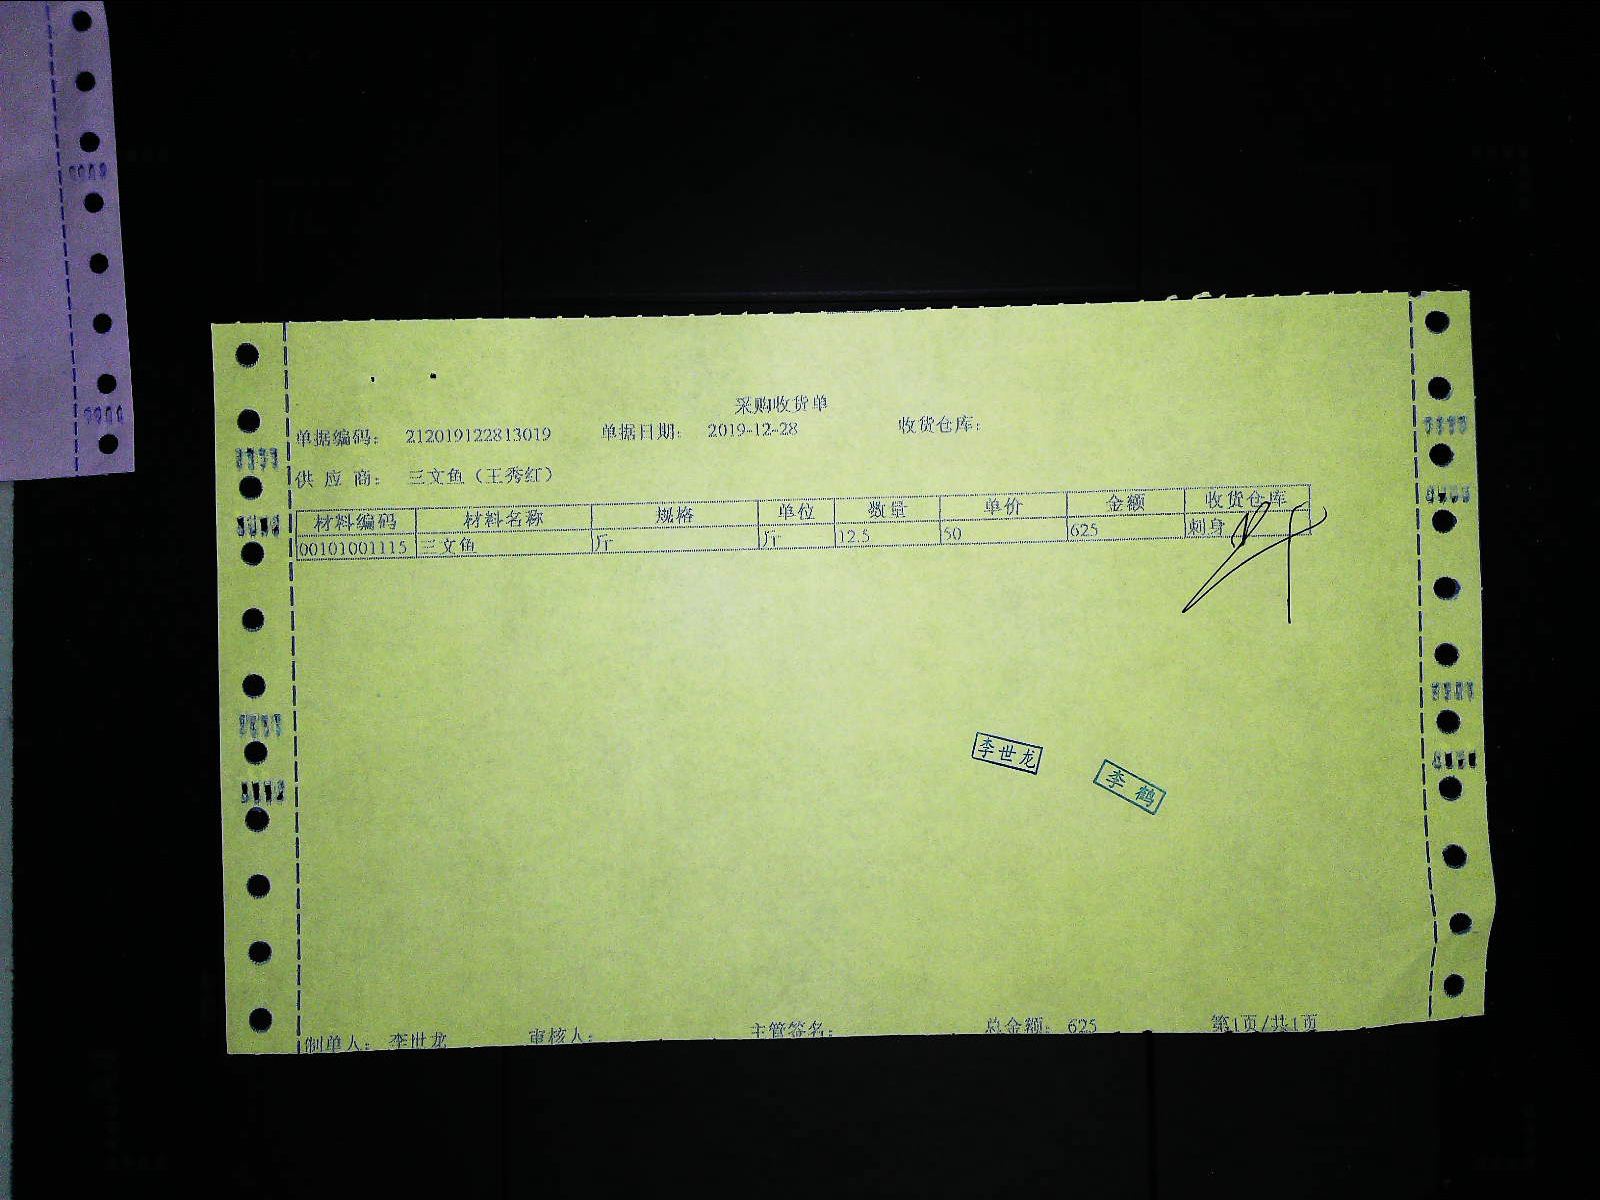 采购收货单
单据编码： 212019122813019 单据日期： 2019-12-28 收货仓库：
供 应 商： 三文鱼（王秀红）
材料编码 材料名称 规格 单位 数量 单价 金额 收货仓库
00101001115 三文鱼 斤 斤 12.5 50 625 刺身
李世龙
李鹤
制单人： 李世龙 审核人： 主管签名： 总金额： 625 第1页/共1页